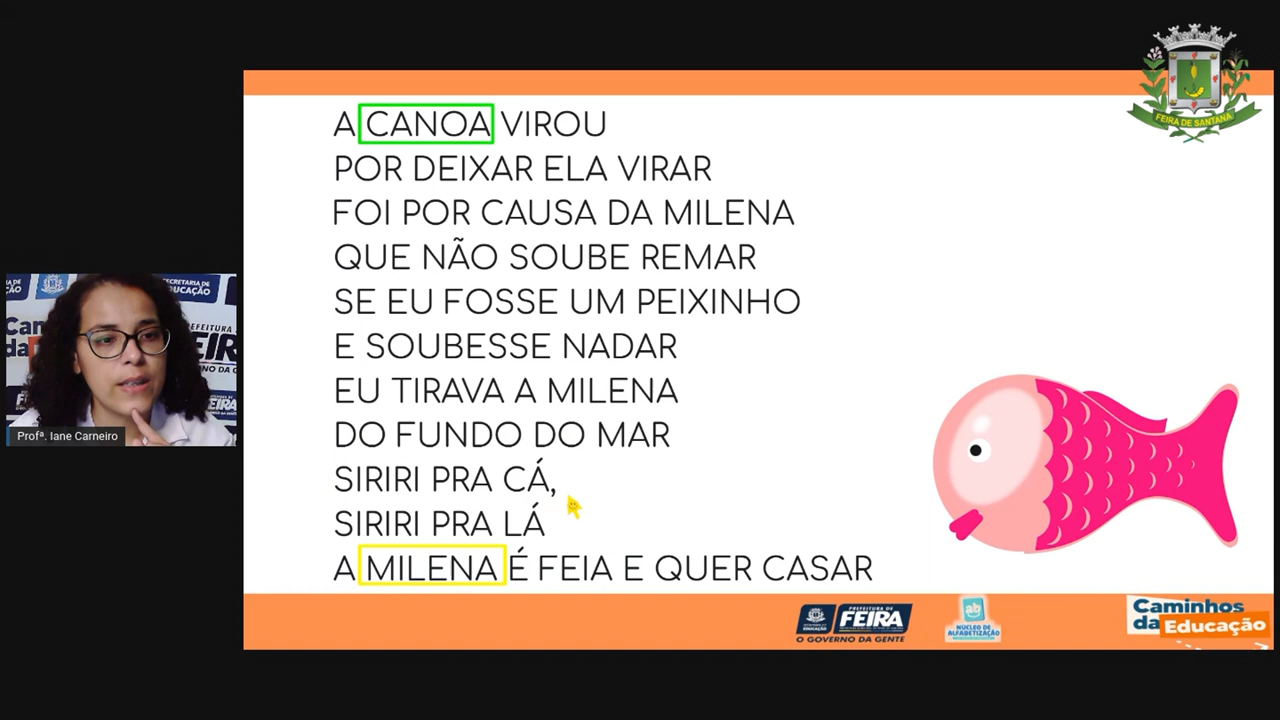 FEIRA DE SANTANA
A CANOA VIROU
POR DEIXAR ELA VIRAR
FOI POR CAUSA DA MILENA
QUE NÃO SOUBE REMAR
SE EU FOSSE UM PEIXINHO
E SOUBESSE NADAR
EU TIRAVA A MILENA
DO FUNDO DO MAR
SIRIRI PRA CÁ,
SIRIRI PRA LÁ
A MILENA É FEIA E QUER CASAR
Profª. Iane Carneiro
PREFEITURA DE
FEIRA
EDUCAÇÃO
O GOVERNO DA GENTE
ab
NÚCLEO DE
ALFABETIZAÇÃO
Caminhos
da Educação